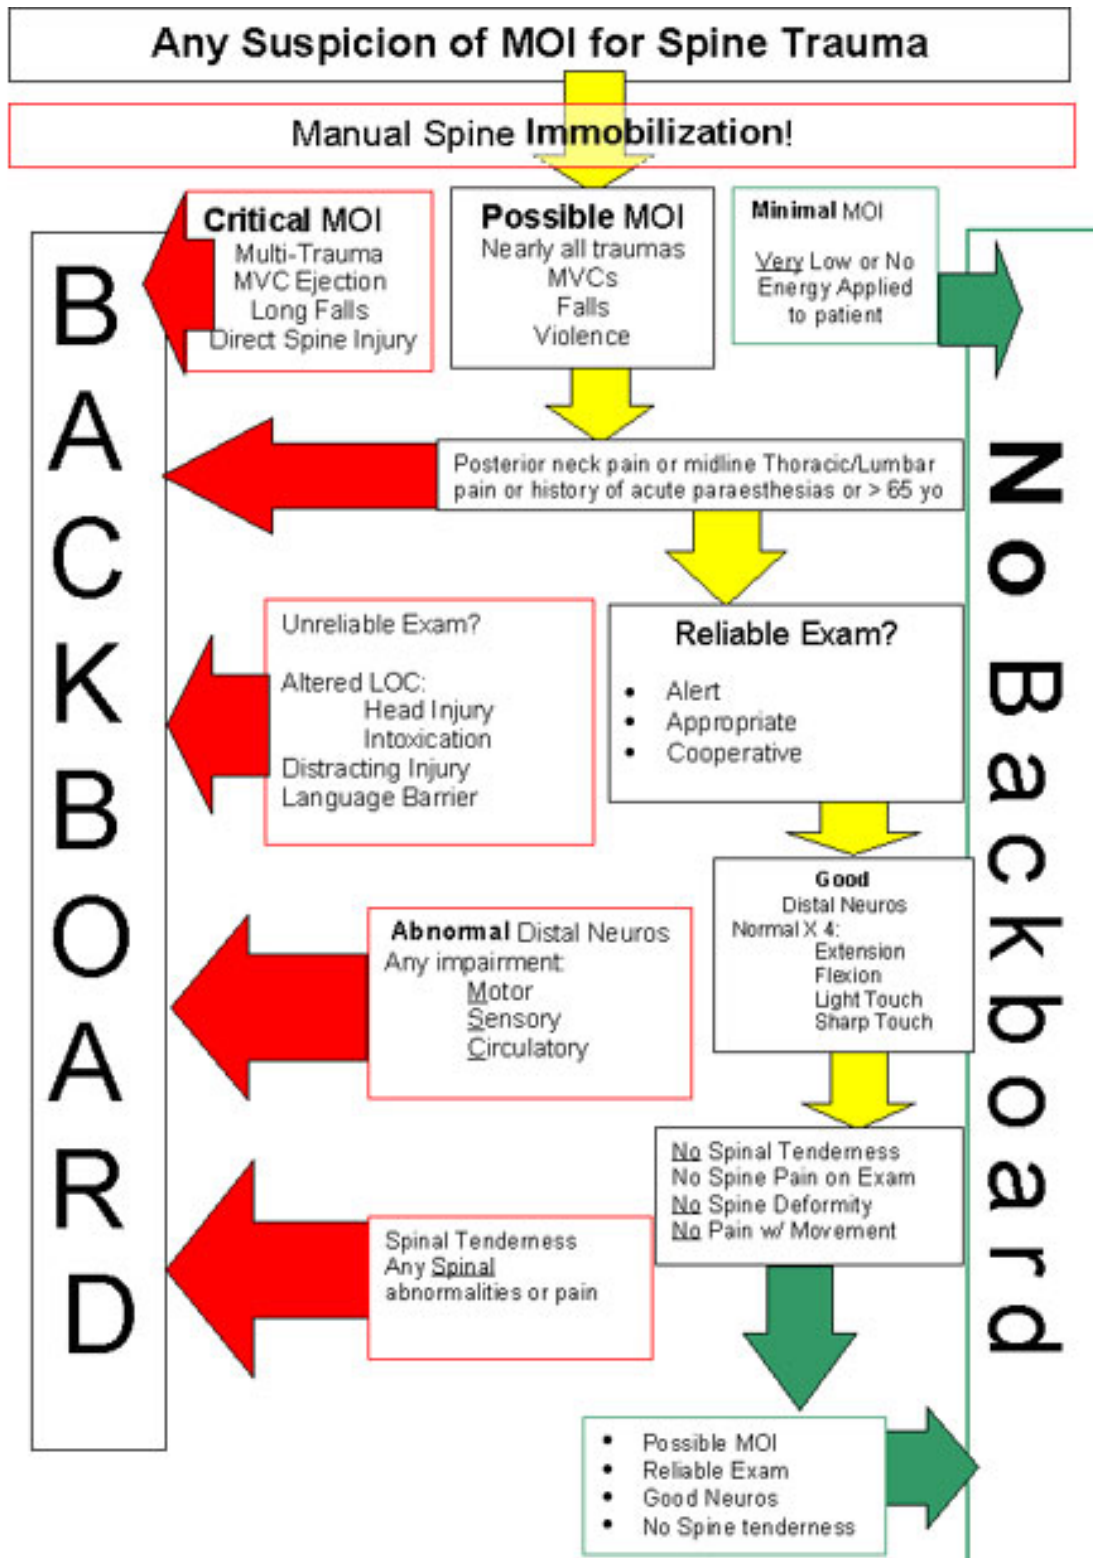 Any Suspicion of MOI for Spine Trauma
Manual Spine Immobilization!
Critical MOI
Multi-Trauma
MVC Ejection
Long Falls
Direct Spine Injury
Possible MOI
Nearly all traumas
MVCs
Falls
Violence
Minimal MOI
Very Low or No
Energy Applied
to patient
BACKBOARD
No Backboard
Posterior neck pain or midline Thoracic/Lumbar
pain or history of acute paraesthesias or > 65 yo
Unreliable Exam?
Altered LOC:
Head Injury
Intoxication
Distracting Injury
Language Barrier
Reliable Exam?
• Alert
• Appropriate
• Cooperative
Good
Distal Neuros
Normal X 4:
Extension
Flexion
Light Touch
Sharp Touch
Abnormal Distal Neuros
Any impairment:
Motor
Sensory
Circulatory
No Spinal Tenderness
No Spine Pain on Exam
No Spine Deformity
No Pain w/ Movement
Spinal Tenderness
Any Spinal
abnormalities or pain
• Possible MOI
• Reliable Exam
• Good Neuros
• No Spine tenderness